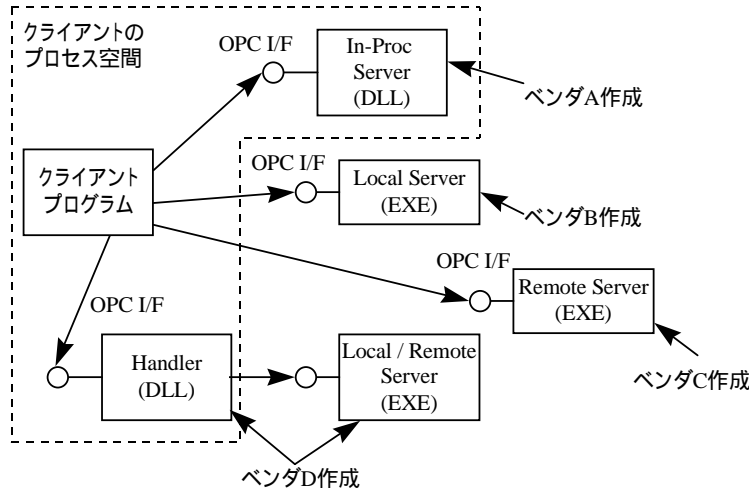 クライアントの
プロセス空間
OPC I/F
In-Proc
Server
(DLL)
ベンダA作成
クライアント
プログラム
OPC I/F
Local Server
(EXE)
ベンダB作成
OPC I/F
Remote Server
(EXE)
ベンダC作成
OPC I/F
Handler
(DLL)
Local / Remote
Server
(EXE)
ベンダD作成